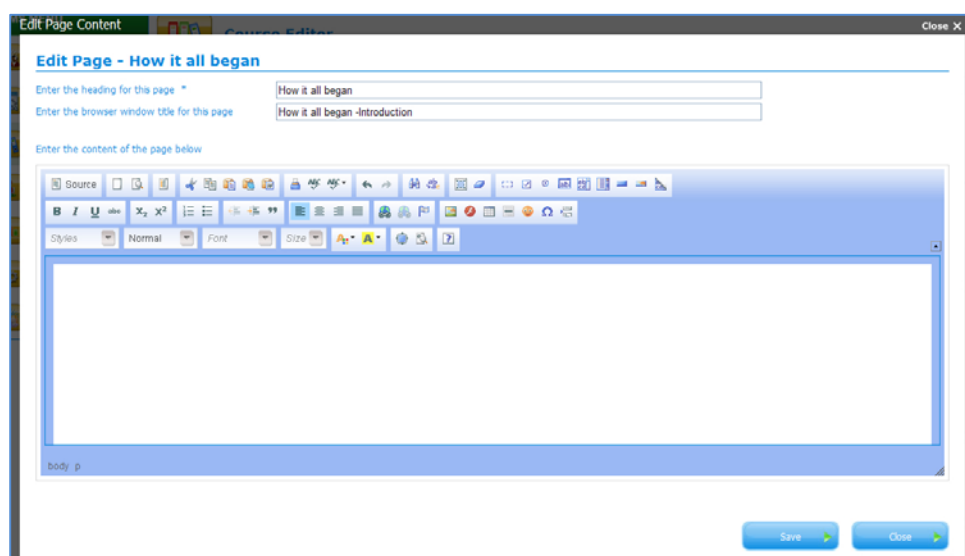 Edit Page Content
Course Editor
Close X
Edit Page - How it all began
Enter the heading for this page * How it all began
Enter the browser window title for this page How it all began -Introduction
Enter the content of the page below
Source
B I U abc X₂ X²
Styles Normal Font Size A A ?
body p
Save Close